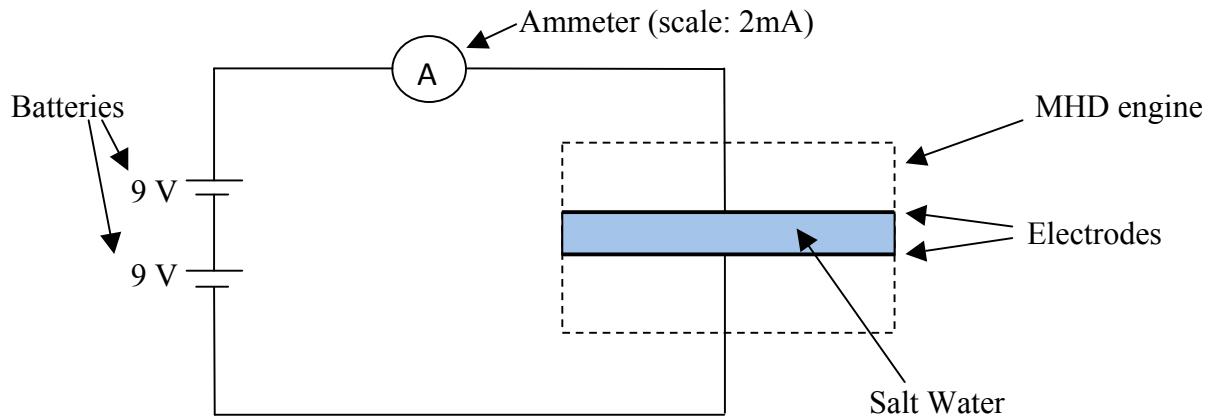 Ammeter (scale: 2mA)
A
Batteries
MHD engine
9 V
Electrodes
9 V
Salt Water